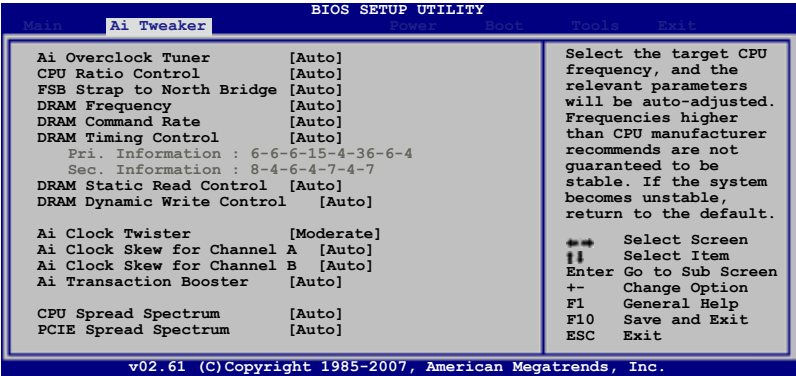 BIOS SETUP UTILITY
Main Ai Tweaker Power Boot Tools Exit
Ai Overclock Tuner [Auto]
CPU Ratio Control [Auto]
FSB Strap to North Bridge [Auto]
DRAM Frequency [Auto]
DRAM Command Rate [Auto]
DRAM Timing Control [Auto]
Pri. Information : 6-6-6-15-4-36-6-4
Sec. Information : 8-4-6-4-7-4-7
DRAM Static Read Control [Auto]
DRAM Dynamic Write Control [Auto]
Ai Clock Twister [Moderate]
Ai Clock Skew for Channel A [Auto]
Ai Clock Skew for Channel B [Auto]
Ai Transaction Booster [Auto]
CPU Spread Spectrum [Auto]
PCIE Spread Spectrum [Auto]
Select the target CPU
frequency, and the
relevant parameters
will be auto-adjusted.
Frequencies higher
than CPU manufacturer
recommends are not
guaranteed to be
stable. If the system
becomes unstable,
return to the default.
Select Screen
Select Item
Enter Go to Sub Screen
+- Change Option
F1 General Help
F10 Save and Exit
ESC Exit
v02.61 (C)Copyright 1985-2007, American Megatrends, Inc.